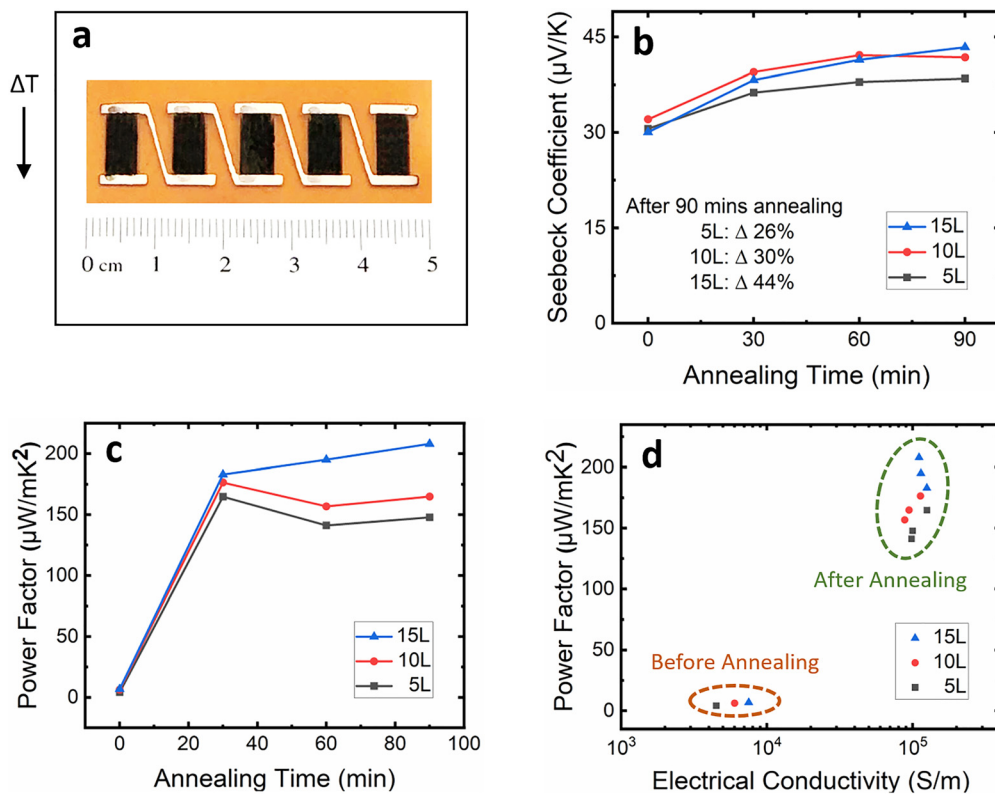 a
ΔT
0 cm 1 2 3 4 5
b
Seebeck Coefficient (µV/K)
45
30
15
0
After 90 mins annealing
5L: Δ 26%
10L: Δ 30%
15L: Δ 44%
15L
10L
5L
0 30 60 90
Annealing Time (min)
c
Power Factor (µW/mK²)
200
150
100
50
0
15L
10L
5L
0 20 40 60 80 100
Annealing Time (min)
d
Power Factor (µW/mK²)
200
150
100
50
0
After Annealing
Before Annealing
15L
10L
5L
10³ 10⁴ 10⁵
Electrical Conductivity (S/m)